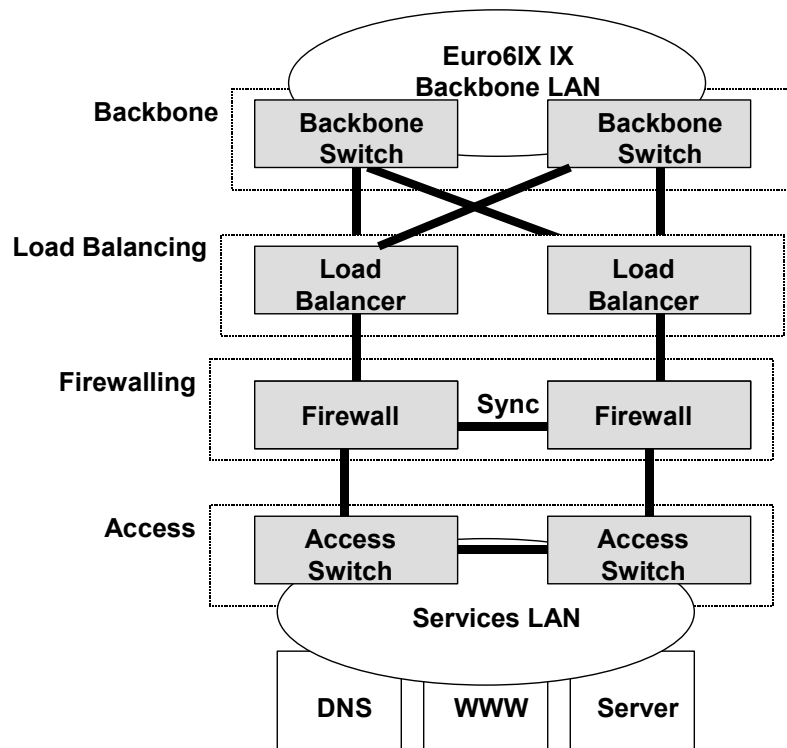 Euro6IX IX
Backbone LAN
Backbone
Backbone
Switch
Backbone
Switch
Load Balancing
Load
Balancer
Load
Balancer
Firewalling
Firewall
Sync
Firewall
Access
Access
Switch
Access
Switch
Services LAN
DNS
WWW
Server